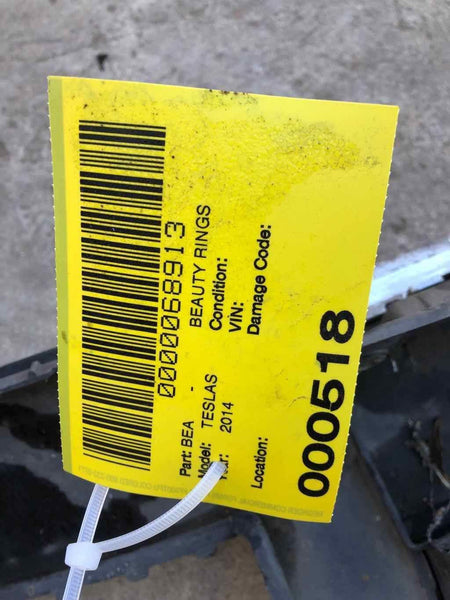 0000068913
Part: BEA - BEAUTY RINGS
Model: TESLAS Condition:
Year: 2014 VIN:
Location: Damage Code:
000518